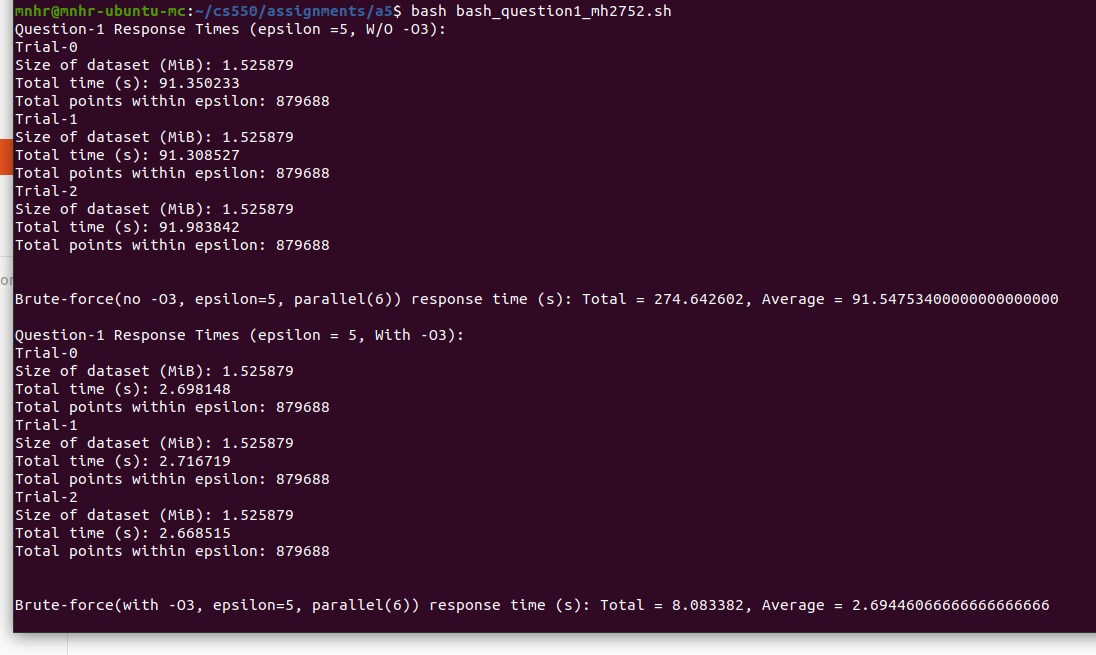 mnhr@mnhr-ubuntu-mc:~/cs550/assignments/a5$ bash bash_question1_mh2752.sh
Question-1 Response Times (epsilon =5, W/O -O3):
Trial-0
Size of dataset (MiB): 1.525879
Total time (s): 91.350233
Total points within epsilon: 879688
Trial-1
Size of dataset (MiB): 1.525879
Total time (s): 91.308527
Total points within epsilon: 879688
Trial-2
Size of dataset (MiB): 1.525879
Total time (s): 91.983842
Total points within epsilon: 879688
Brute-force(no -O3, epsilon=5, parallel(6)) response time (s): Total = 274.642602, Average = 91.54753400000000000000
Question-1 Response Times (epsilon = 5, With -O3):
Trial-0
Size of dataset (MiB): 1.525879
Total time (s): 2.698148
Total points within epsilon: 879688
Trial-1
Size of dataset (MiB): 1.525879
Total time (s): 2.716719
Total points within epsilon: 879688
Trial-2
Size of dataset (MiB): 1.525879
Total time (s): 2.668515
Total points within epsilon: 879688
Brute-force(with -O3, epsilon=5, parallel(6)) response time (s): Total = 8.083382, Average = 2.69446066666666666666